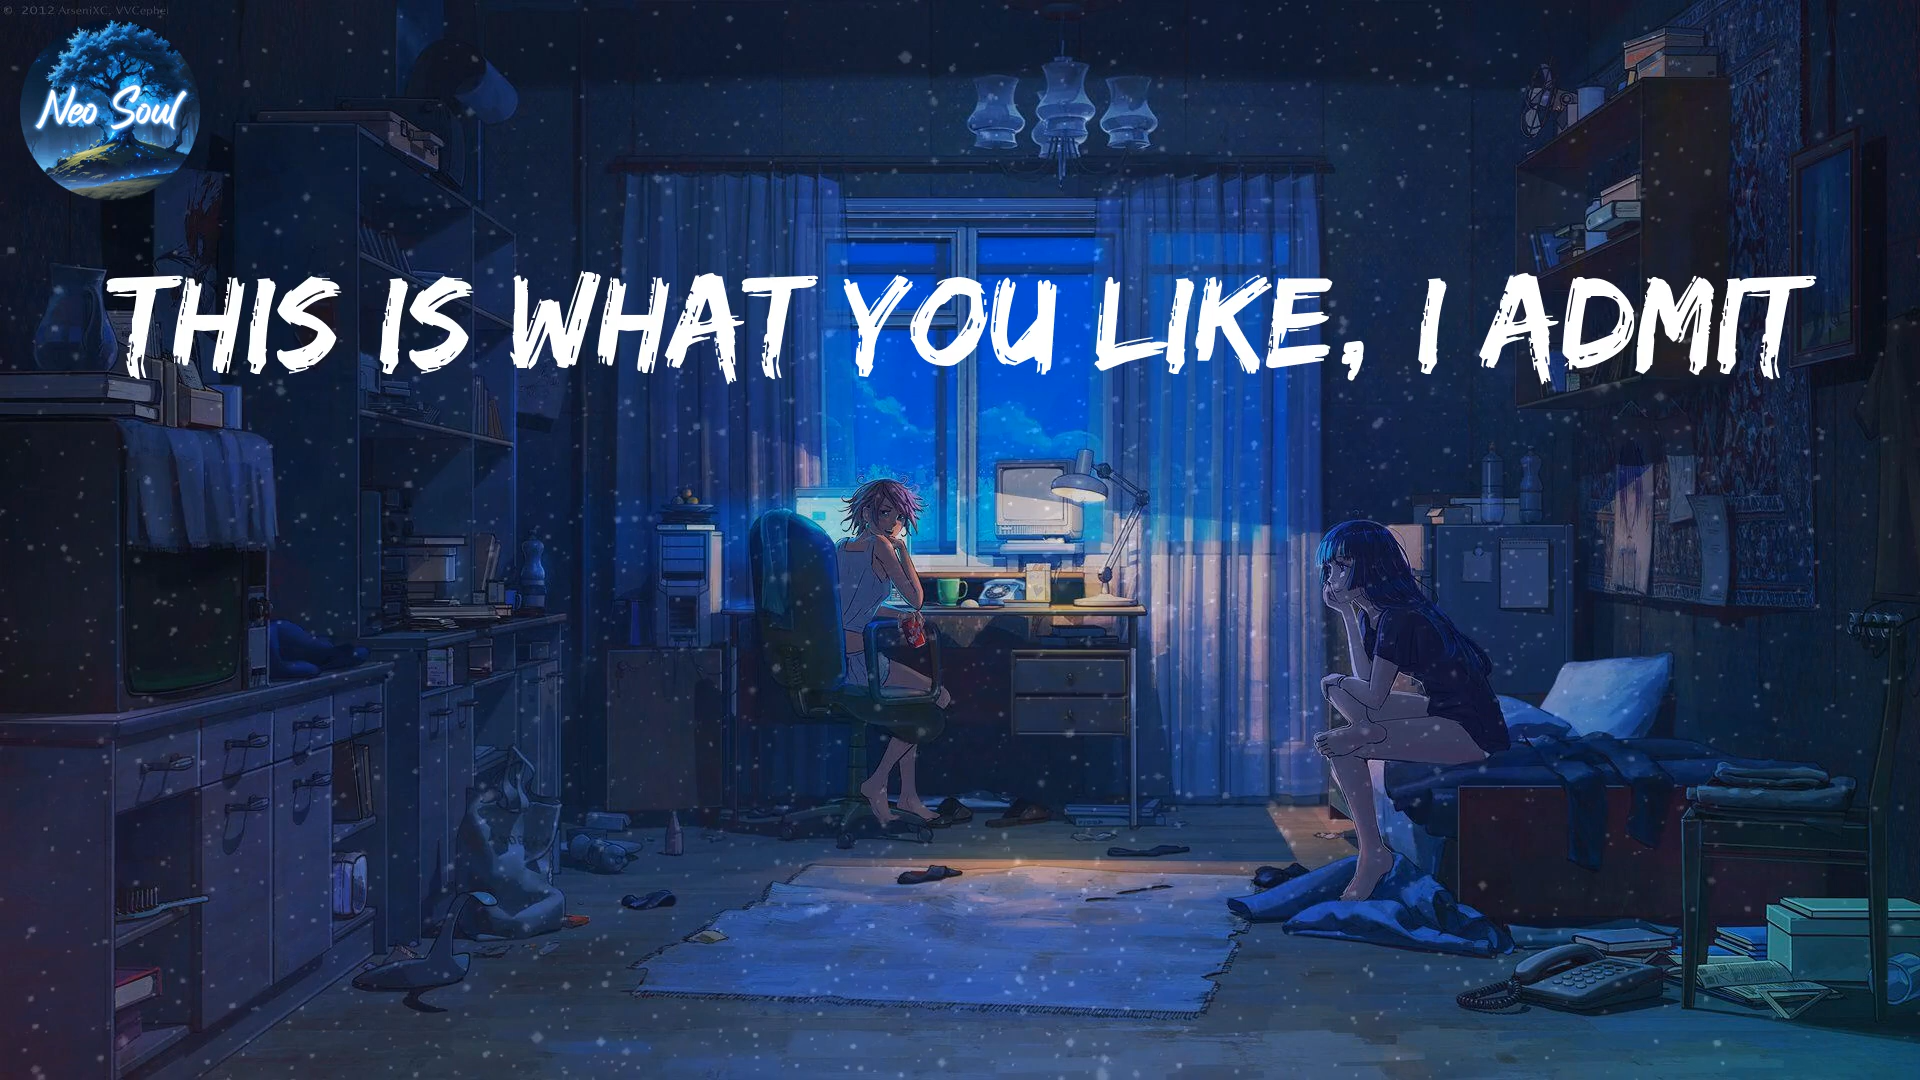 © 2012 ArseniXC, VVCephei
Neo Soul
THIS IS WHAT YOU LIKE, I ADMIT